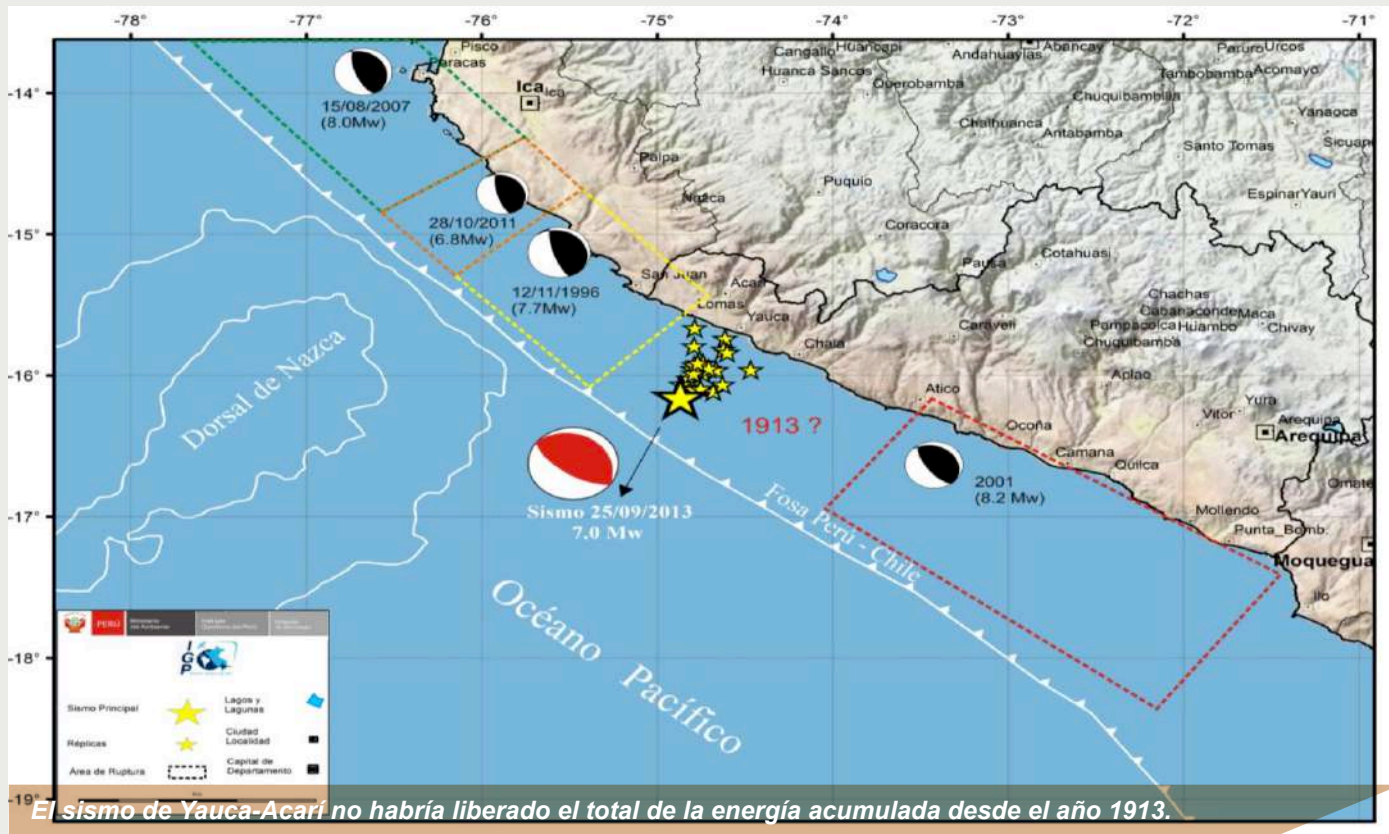 -78° -77° -76° -75° -74° -73° -72° -71°
-14°
-15°
-16°
-17°
-18°
-19°
Pisco
Paracas
Ica
Ica
Cangallo
Huancapi
Huanca Sancos
Querobamba
Andahuaylas
Abancay
Paruro
Urcos
Tambobamba
Acomayo
Chuquibambilla
Yanaoca
Chalhuanca
Antabamba
Santo Tomas
Palpa
Puquio
Nazca
Espinar
Yauri
Coracora
Cotahuasi
Pausa
San Juan
Acari
Lomas
Yauca
Chala
Caraveli
Chachas
Cabanaconde
Maca
Pampacolca
Huambo
Chivay
Chuquibamba
Aplao
Atico
Yura
Vitor
Arequipa
Arequipa
Ocoña
Camana
Quilca
Mollendo
Punta_Bomb.
Moquegua
Ilo
15/08/2007
(8.0Mw)
28/10/2011
(6.8Mw)
12/11/1996
(7.7Mw)
Dorsal de Nazca
1913 ?
2001
(8.2 Mw)
Sismo 25/09/2013
7.0 Mw
Fosa Perú - Chile
Océano Pacífico
PERÚ
IGP
Sismo Principal
Lagos y
Lagunas
Réplicas
Ciudad
Localidad
Área de Ruptura
Capital de
Departamento
El sismo de Yauca-Acarí no habría liberado el total de la energía acumulada desde el año 1913.